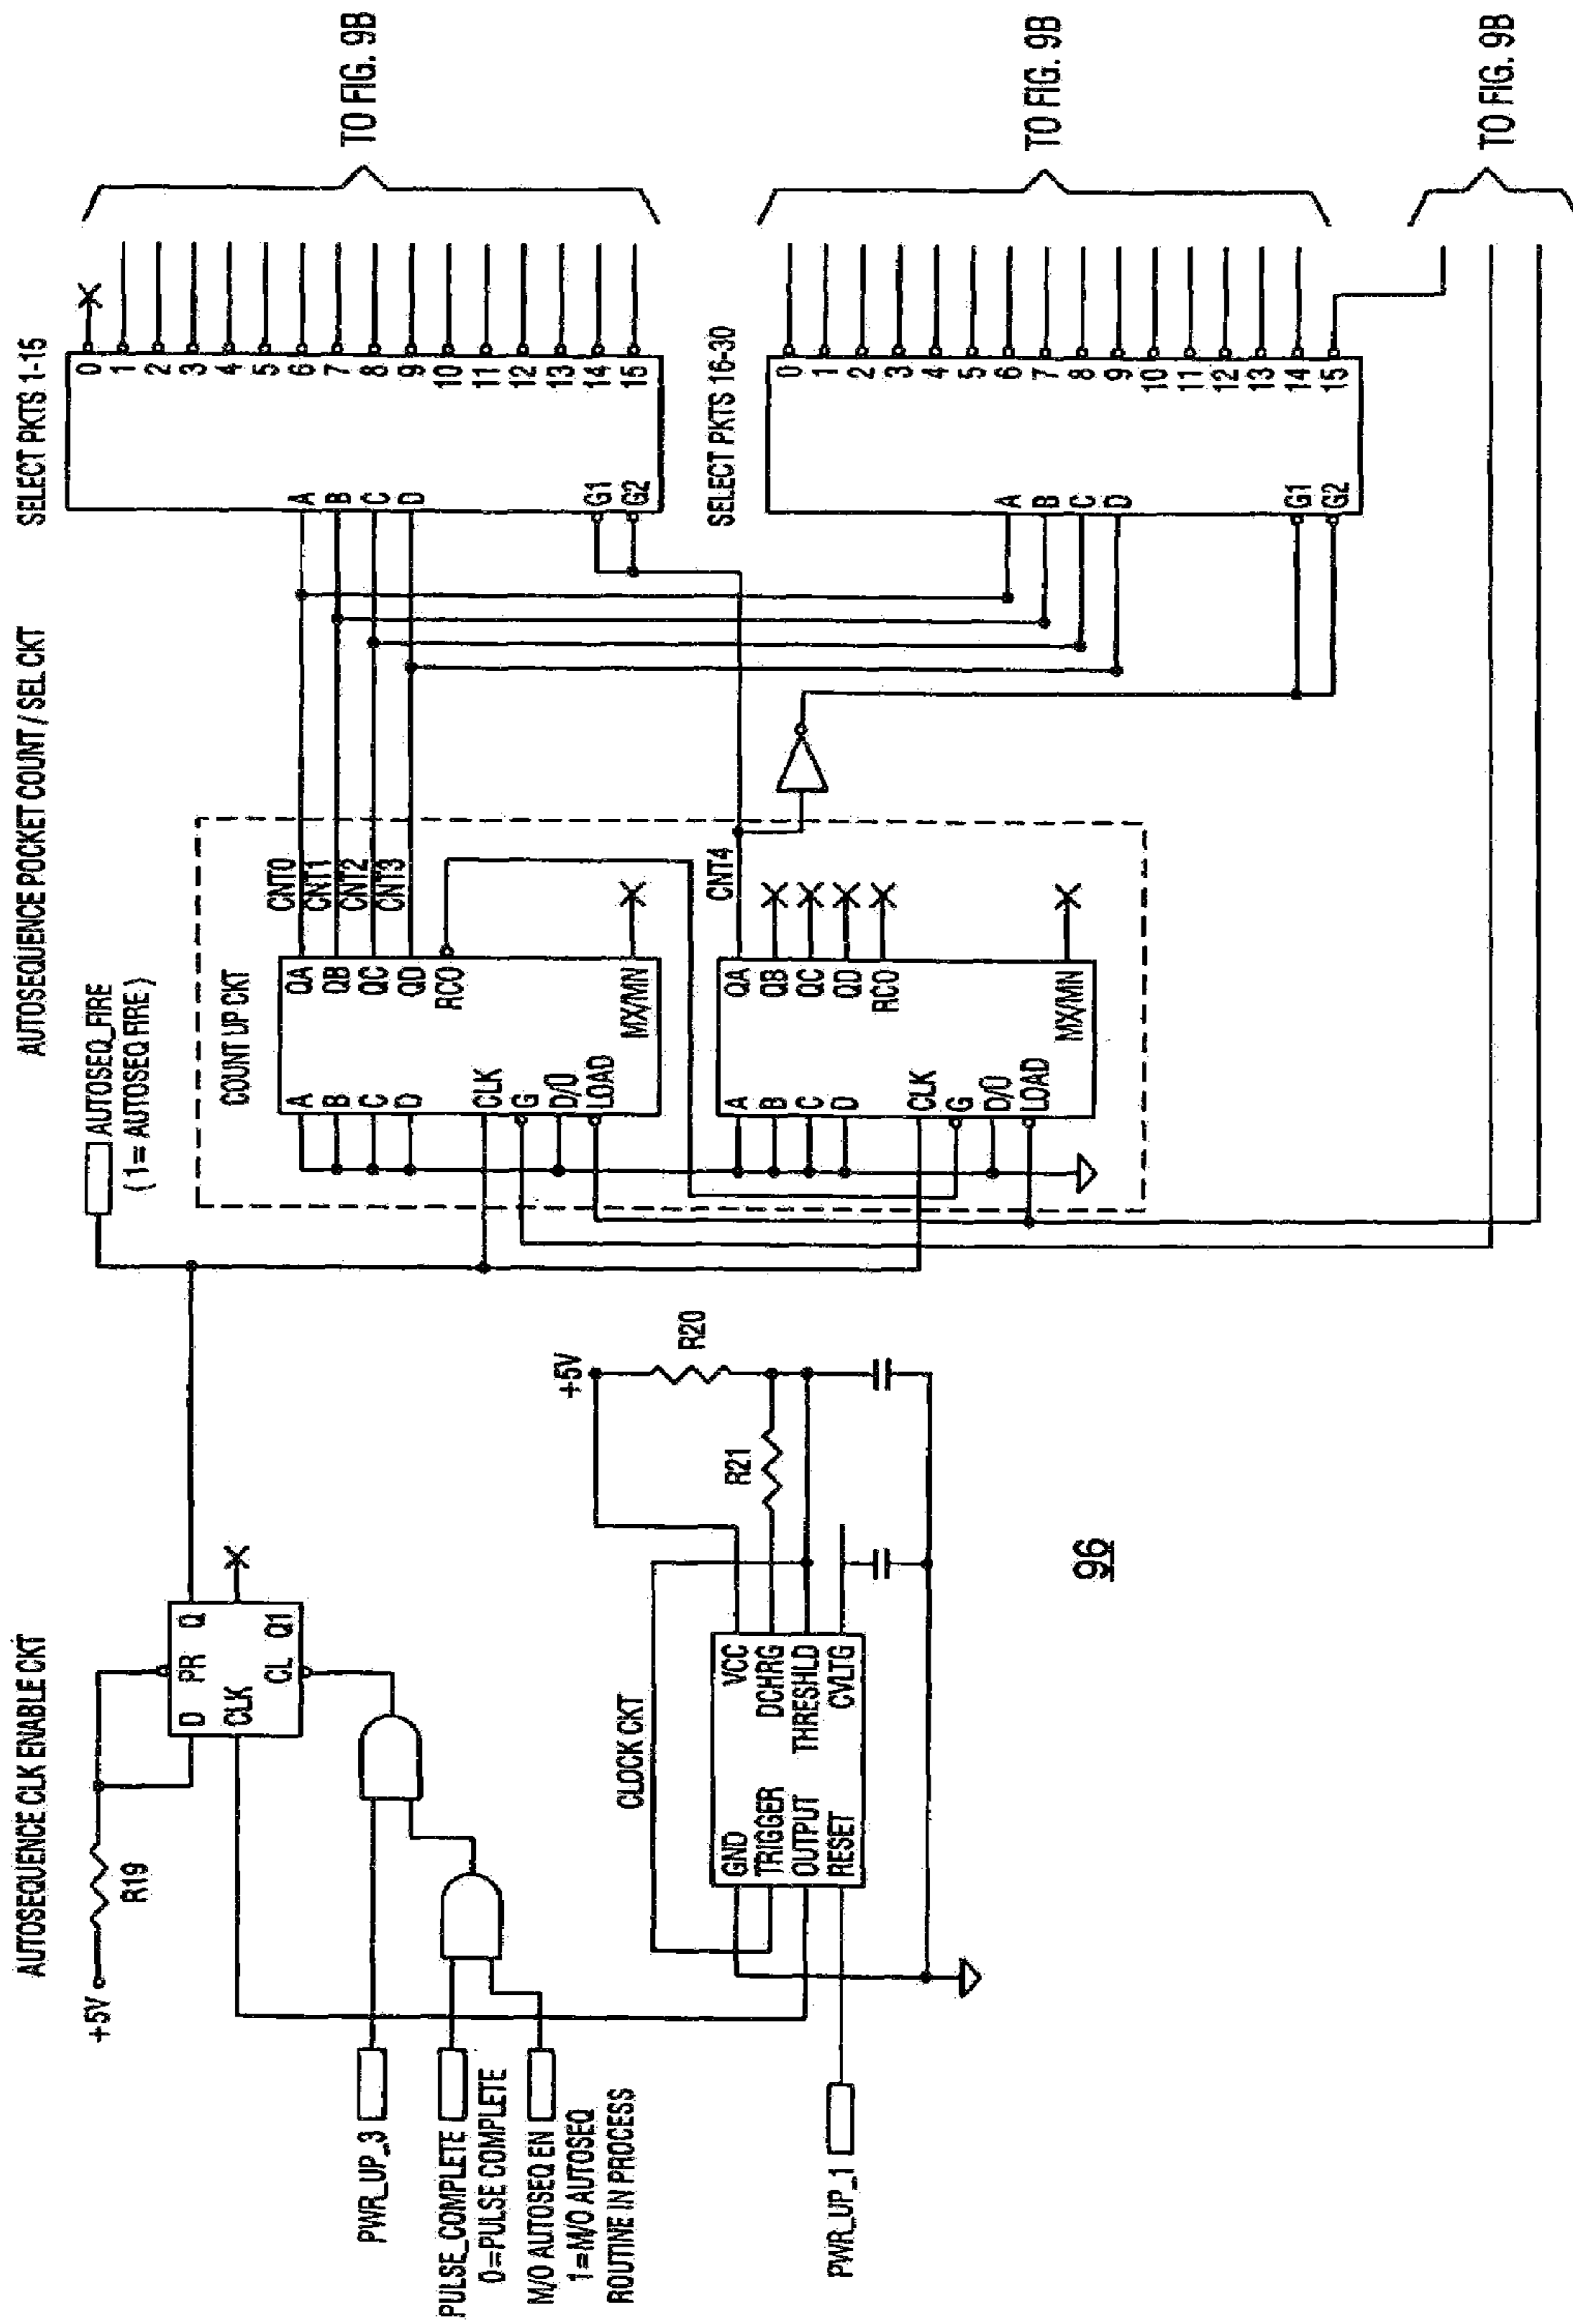 AUTOSEQUENCE CLK ENABLE CKT
+5V
R19
D PR Q
CLK
CL Q1
PWR_UP_3
PULSE_COMPLETE
0=PULSE COMPLETE
M/O AUTOSEQ EN
1=M/O AUTOSEQ
ROUTINE IN PROCESS
PWR_UP_1
CLOCK CKT
GND
TRIGGER
OUTPUT
RESET
VCC
DCHRG
THRESHLD
CVLTG
+5V
R21
R20
96
AUTOSEQUENCE POCKET COUNT / SEL CKT
AUTOSEQ_FIRE
(1=AUTOSEQ FIRE)
COUNT UP CKT
A
B
C
D
CLK
G
D/U
LOAD
QA
QB
QC
QD
RCO
MX/MN
CNT0
CNT1
CNT2
CNT3
A
B
C
D
CLK
G
D/U
LOAD
QA
QB
QC
QD
RCO
MX/MN
CNT4
SELECT PKTS 1-15
A
B
C
D
G1
G2
0
1
2
3
4
5
6
7
8
9
10
11
12
13
14
15
TO FIG. 9B
SELECT PKTS 16-30
A
B
C
D
G1
G2
0
1
2
3
4
5
6
7
8
9
10
11
12
13
14
15
TO FIG. 9B
TO FIG. 9B